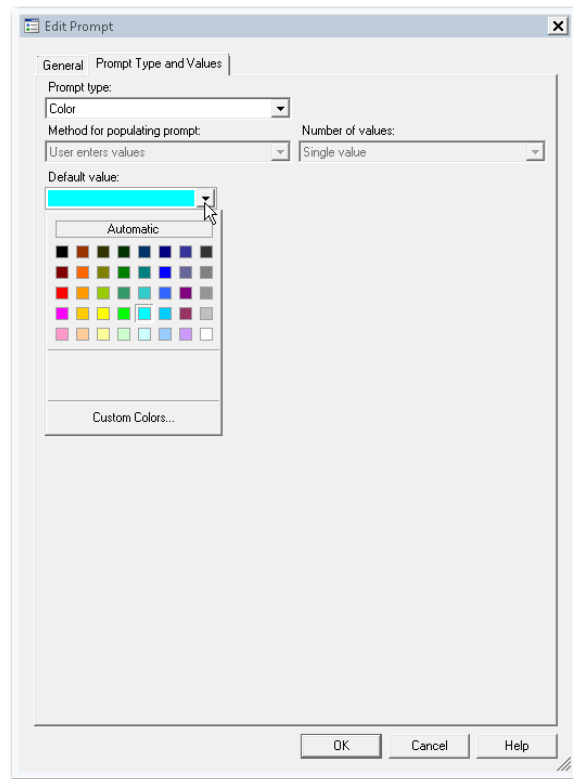 Edit Prompt
General Prompt Type and Values
Prompt type:
Color
Method for populating prompt: Number of values:
User enters values Single value
Default value:
Automatic
Custom Colors...
OK Cancel Help